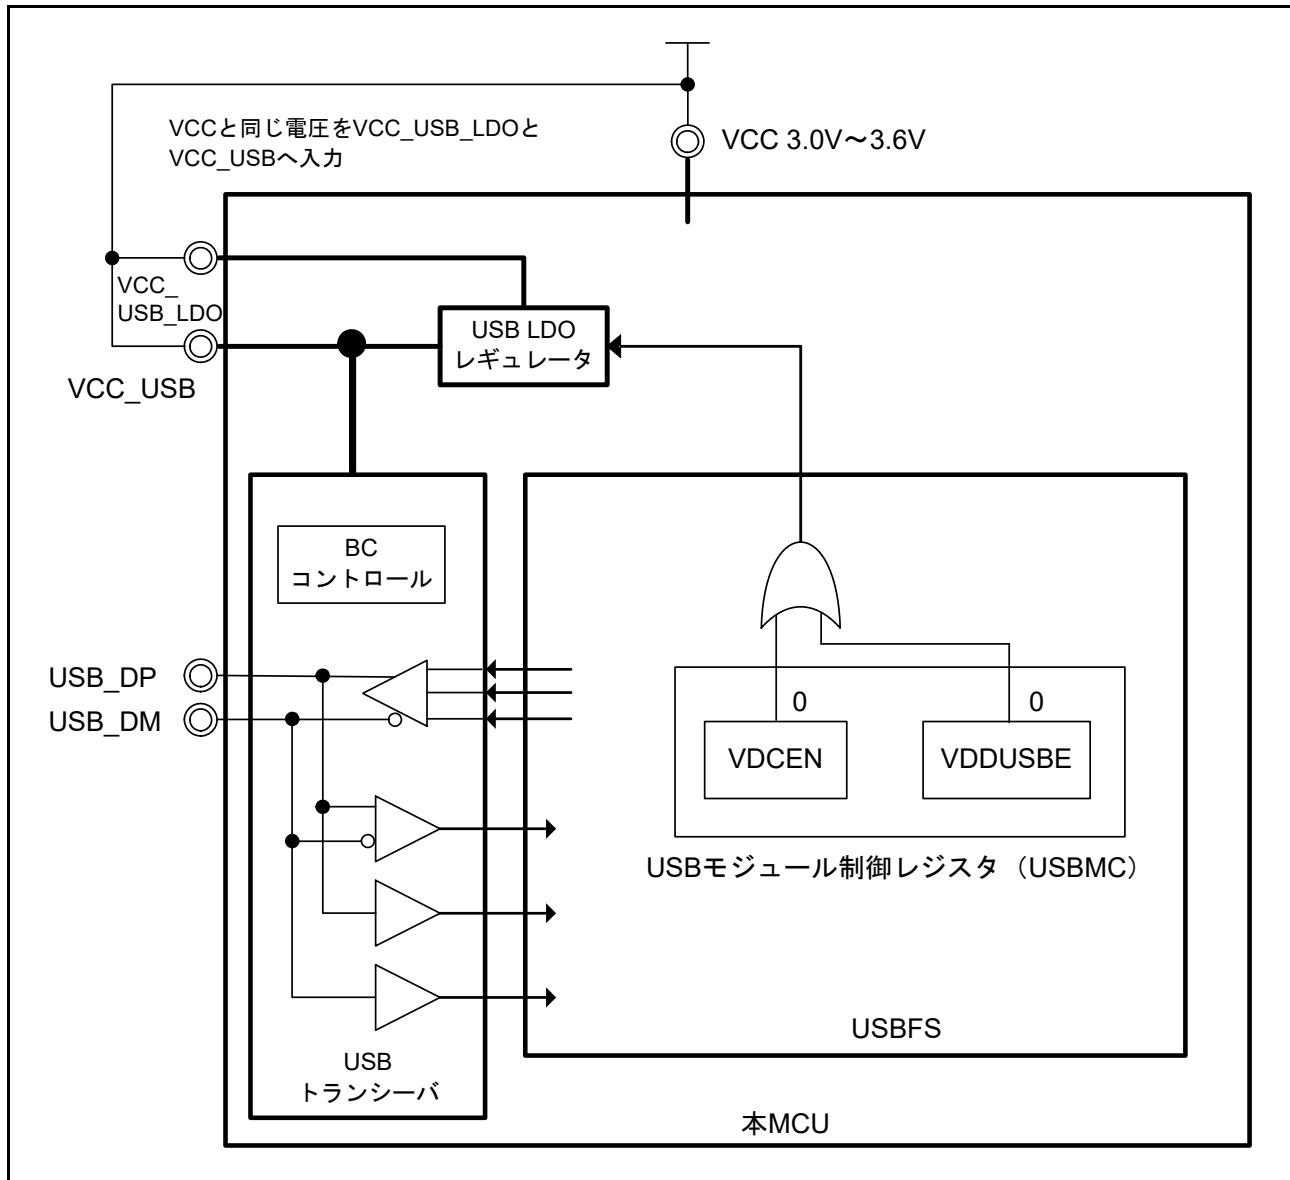 VCCと同じ電圧をVCC_USB_LDOと
VCC_USBへ入力
VCC 3.0V～3.6V
VCC_
USB_LDO
USB LDO
レギュレータ
VCC_USB
BC
コントロール
USB_DP
USB_DM
0
0
VDCEN
VDDUSBE
USBモジュール制御レジスタ（USBMC）
USBFS
USB
トランシーバ
本MCU